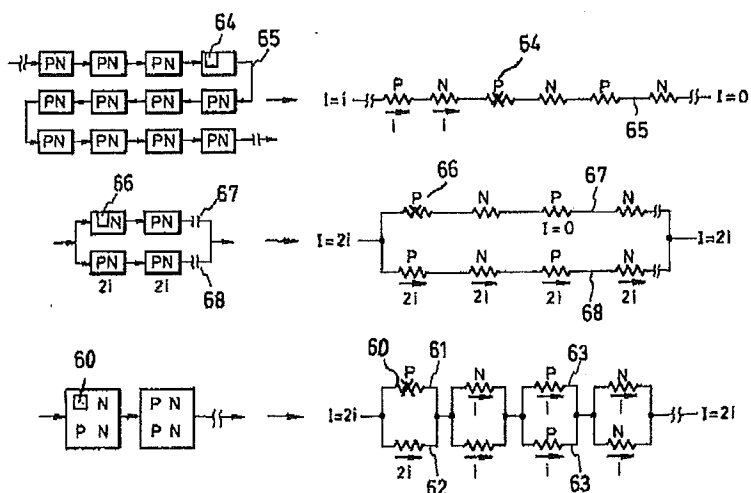 64
65
PN PN PN
PN PN PN PN
PN PN PN PN
64
P N P N P N
I=i I=0
i i
65
66
67
N PN
PN PN
2i 2i
68
66
67
P N P N
I=0
I=2i I=2i
P N P N
2i 2i 2i 2i
68
60
N P N
P N P N
60 61 63
P N P N
i i i
I=2i I=2i
P N
2i i i i
62 63